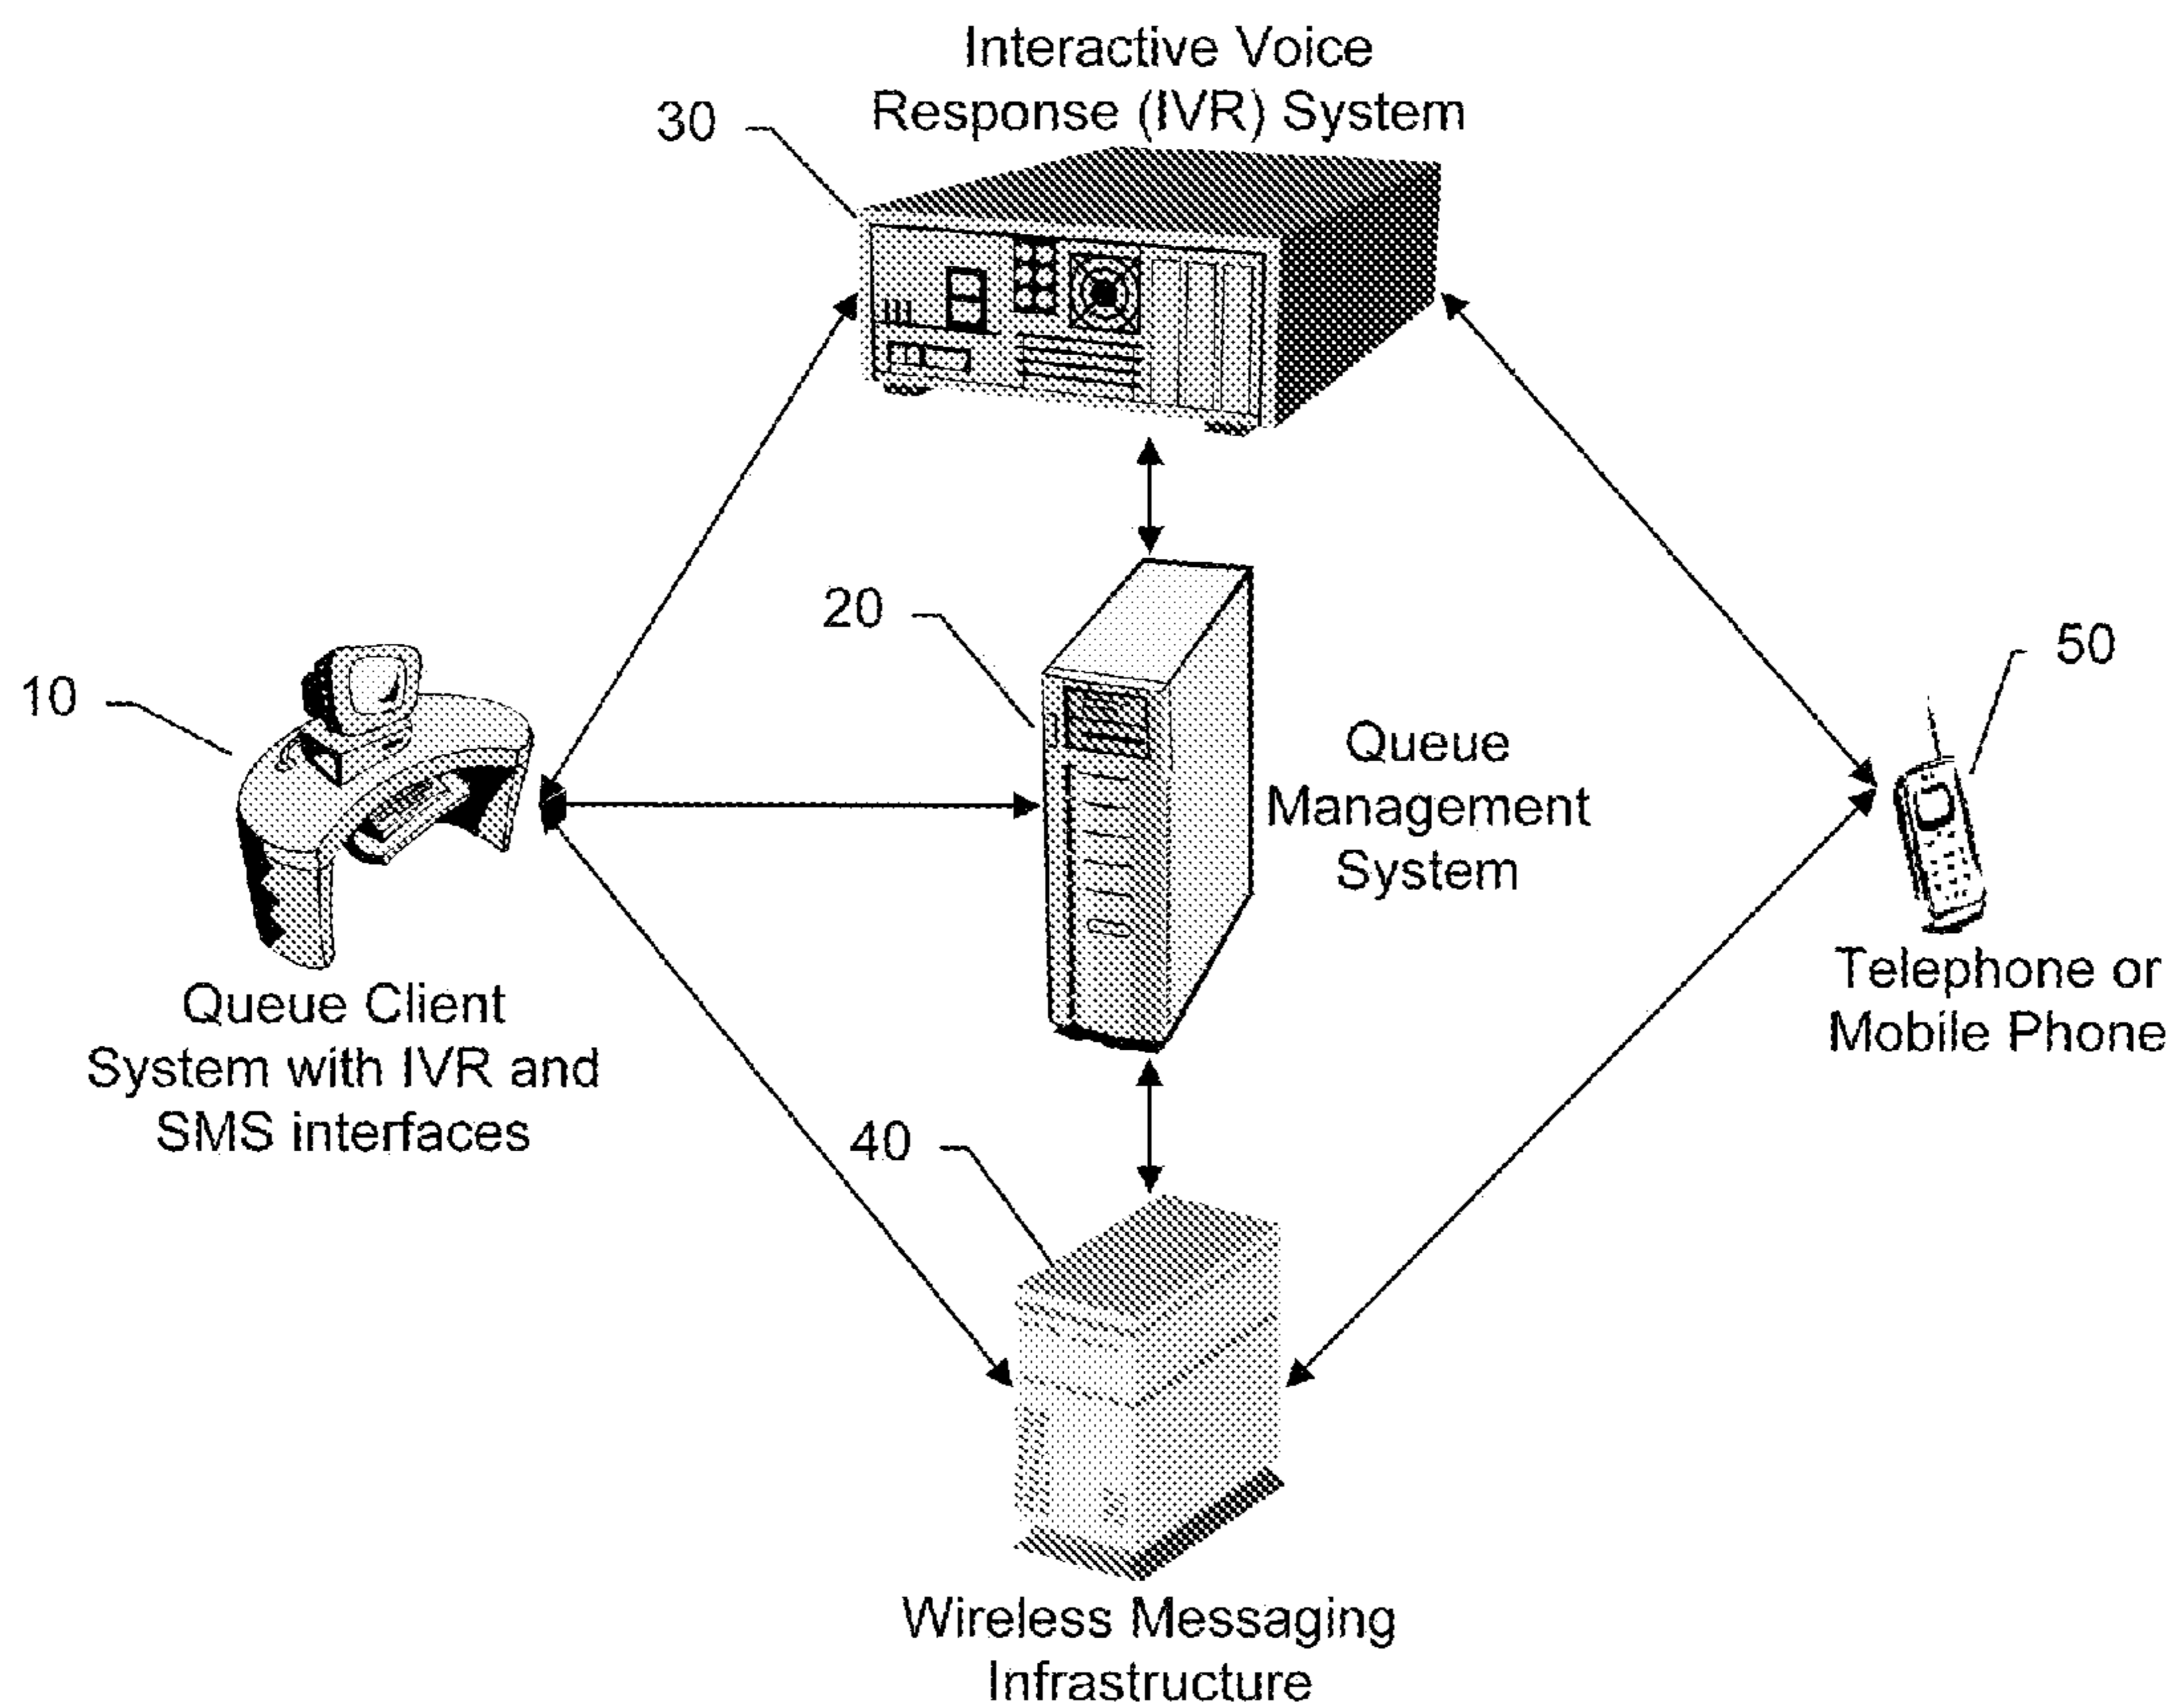 Interactive Voice
Response (IVR) System
30
20
10
50
Queue
Management
System
Telephone or
Mobile Phone
Queue Client
System with IVR and
SMS interfaces
40
Wireless Messaging
Infrastructure